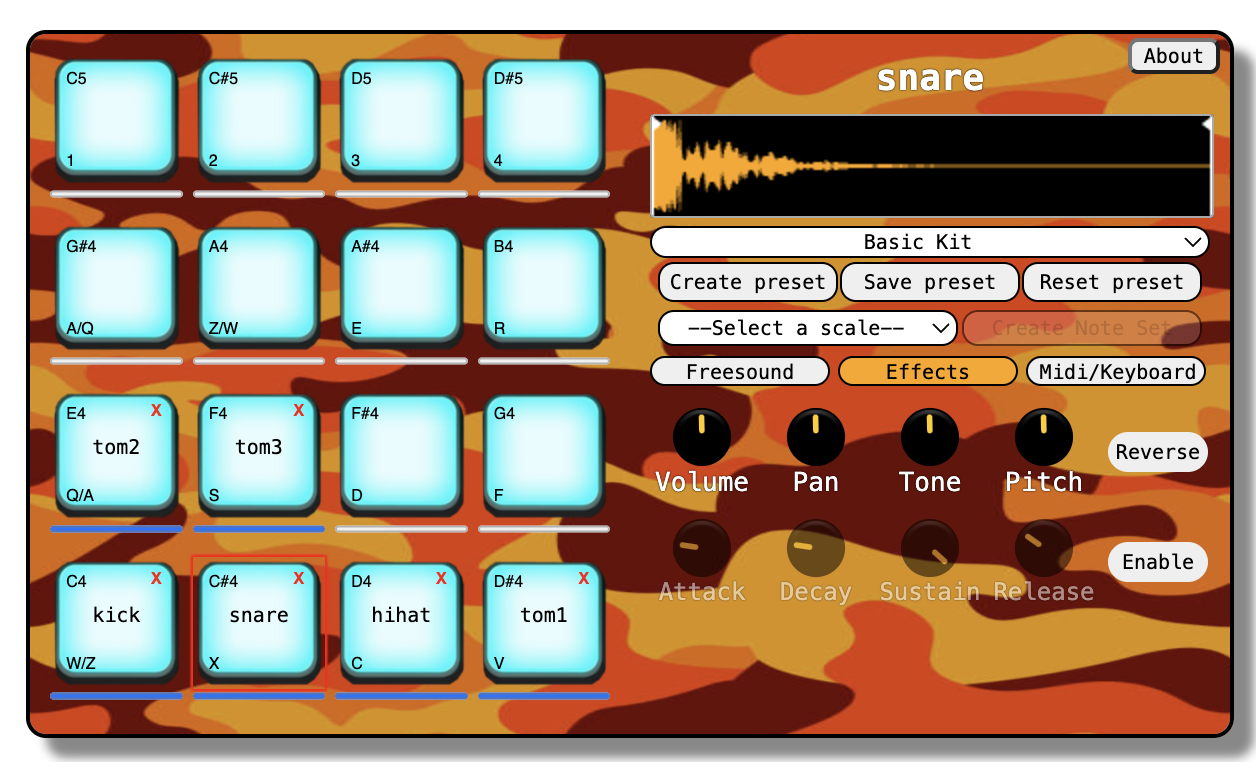 About
snare
C5 C#5 D5 D#5
1 2 3 4
Basic Kit
Create preset Save preset Reset preset
G#4 A4 A#4 B4
A/Q Z/W E R
--Select a scale-- Create Note Set
Freesound Effects Midi/Keyboard
E4 X F4 X F#4 G4
tom2 tom3
Q/A S D F
Volume Pan Tone Pitch Reverse
C4 X C#4 X D4 X D#4 X
kick snare hihat tom1
W/Z X C V
Attack Decay Sustain Release Enable